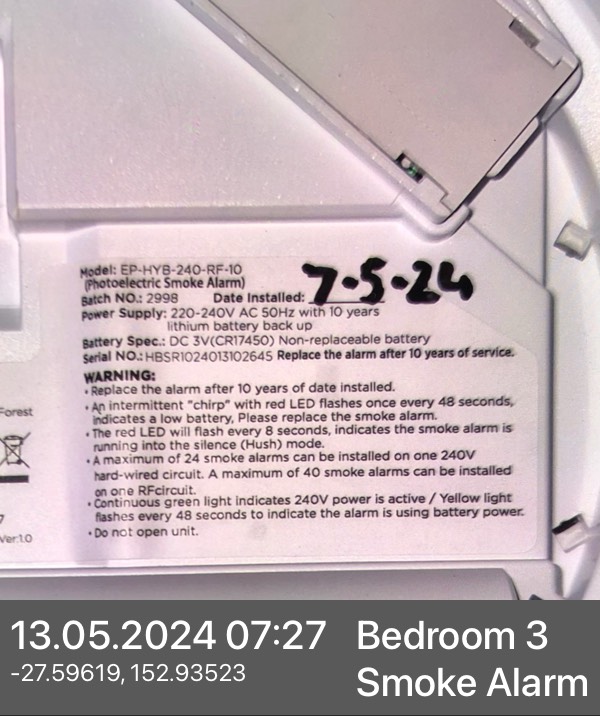 Model: EP-HYB-240-RF-10
(Photoelectric Smoke Alarm)
Batch NO.: 2998 Date Installed: 7-5-24
Power Supply: 220-240V AC 50Hz with 10 years
lithium battery back up
Battery Spec.: DC 3V(CR17450) Non-replaceable battery
Serial NO.: HBSR1024013102645 Replace the alarm after 10 years of service.
WARNING:
• Replace the alarm after 10 years of date installed.
• An intermittent "chirp" with red LED flashes once every 48 seconds,
indicates a low battery, Please replace the smoke alarm.
• The red LED will flash every 8 seconds, indicates the smoke alarm is
running into the silence (Hush) mode.
• A maximum of 24 smoke alarms can be installed on one 240V
hard-wired circuit. A maximum of 40 smoke alarms can be installed
on one RFcircuit.
• Continuous green light indicates 240V power is active / Yellow light
flashes every 48 seconds to indicate the alarm is using battery power.
• Do not open unit.
Forest
Ver:1.0
13.05.2024 07:27
-27.59619, 152.93523
Bedroom 3
Smoke Alarm